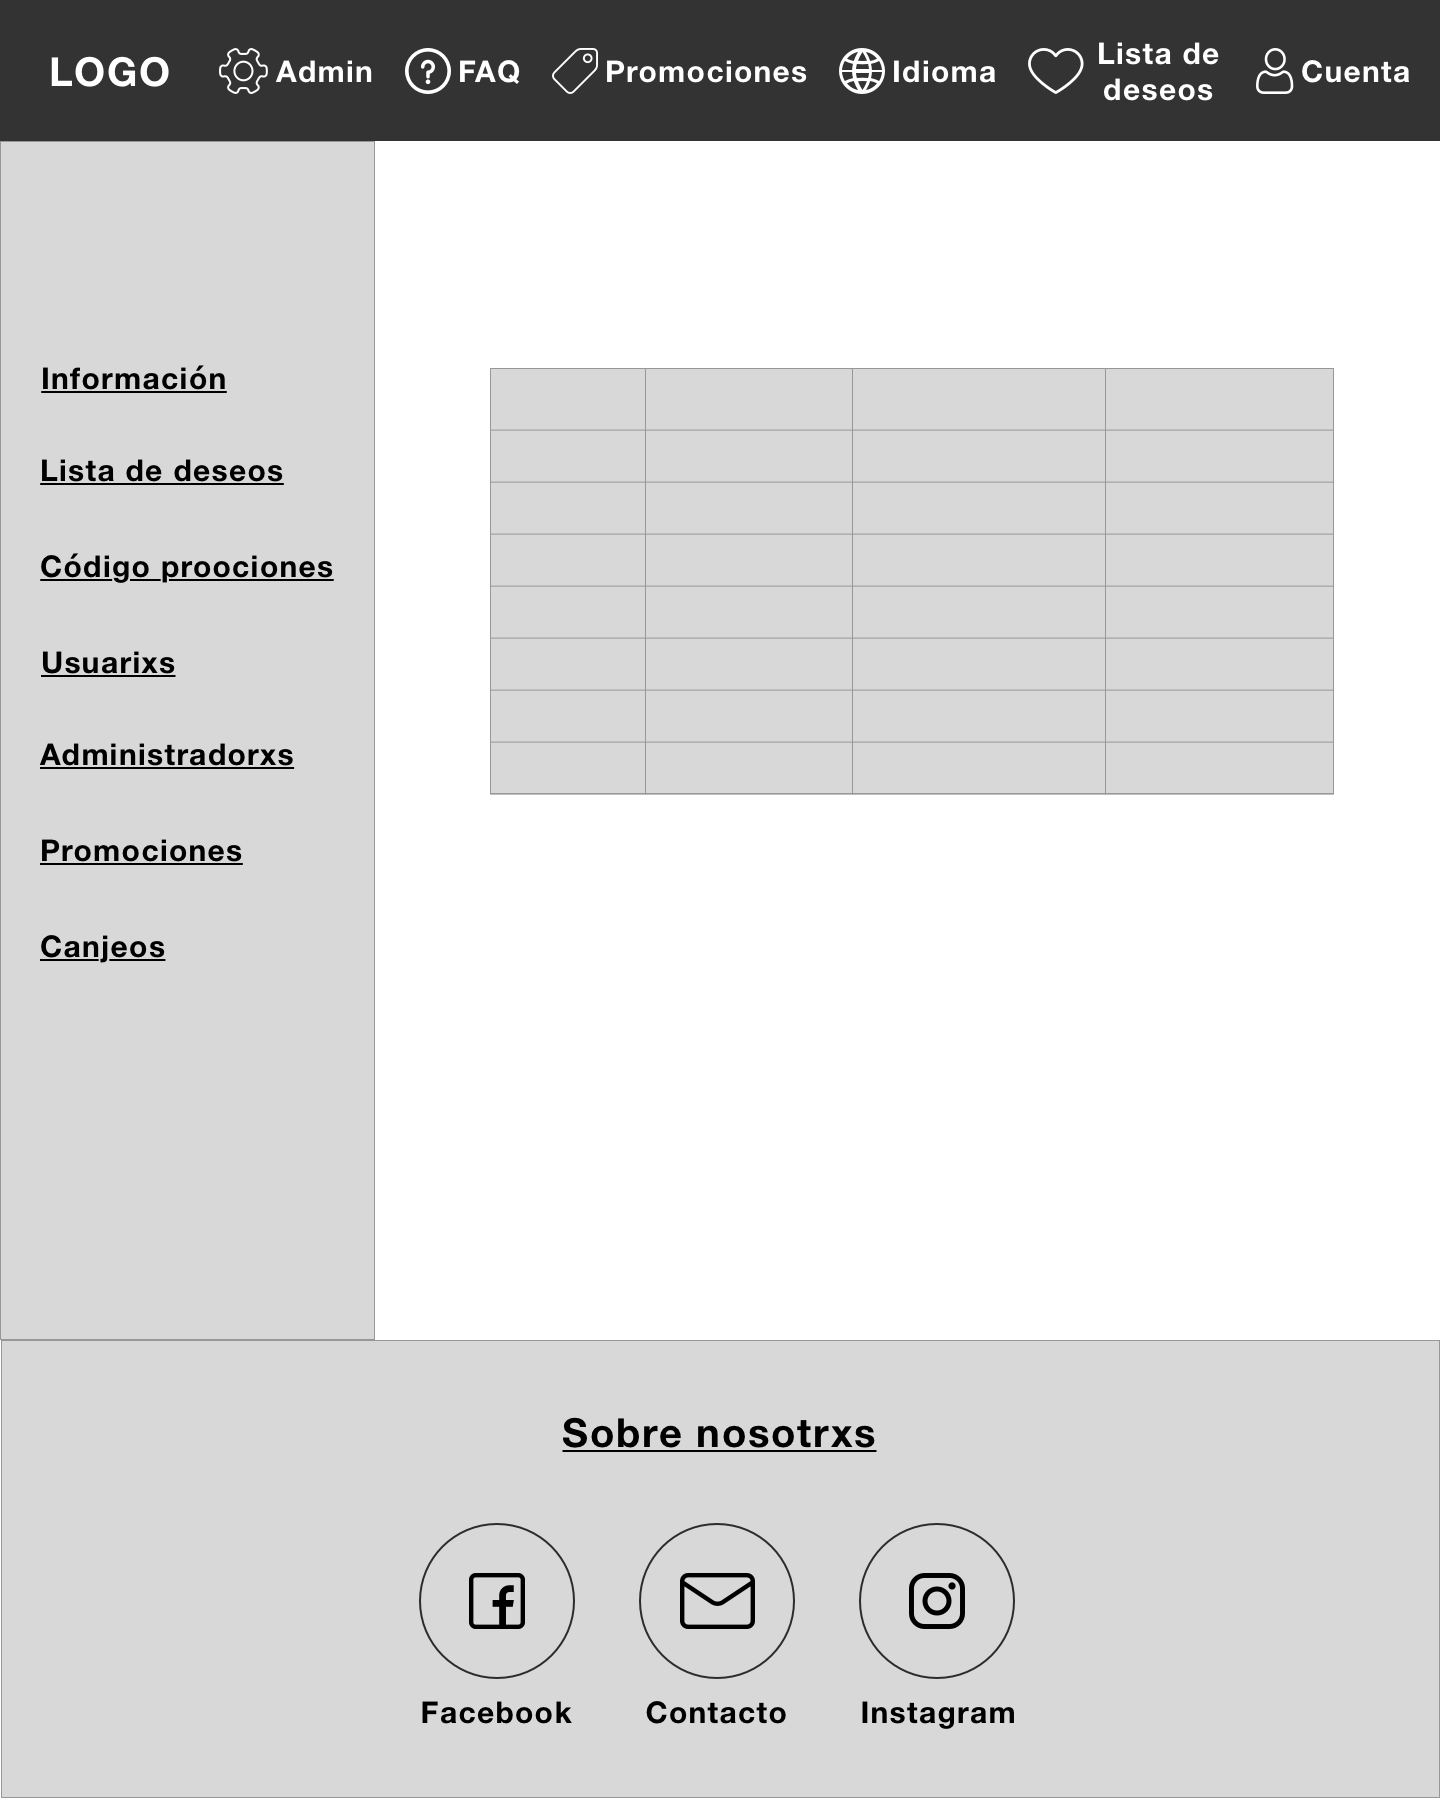 LOGO
Admin
FAQ
Promociones
Idioma
Lista de
deseos
Cuenta
Información
Lista de deseos
Código proociones
Usuarixs
Administradorxs
Promociones
Canjeos
Sobre nosotrxs
Facebook
Contacto
Instagram